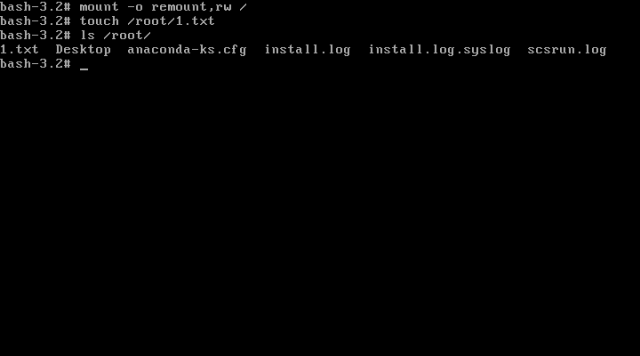 bash-3.2# mount -o remount,rw /
bash-3.2# touch /root/1.txt
bash-3.2# ls /root/
1.txt  Desktop  anaconda-ks.cfg  install.log  install.log.syslog  scsrun.log
bash-3.2# _